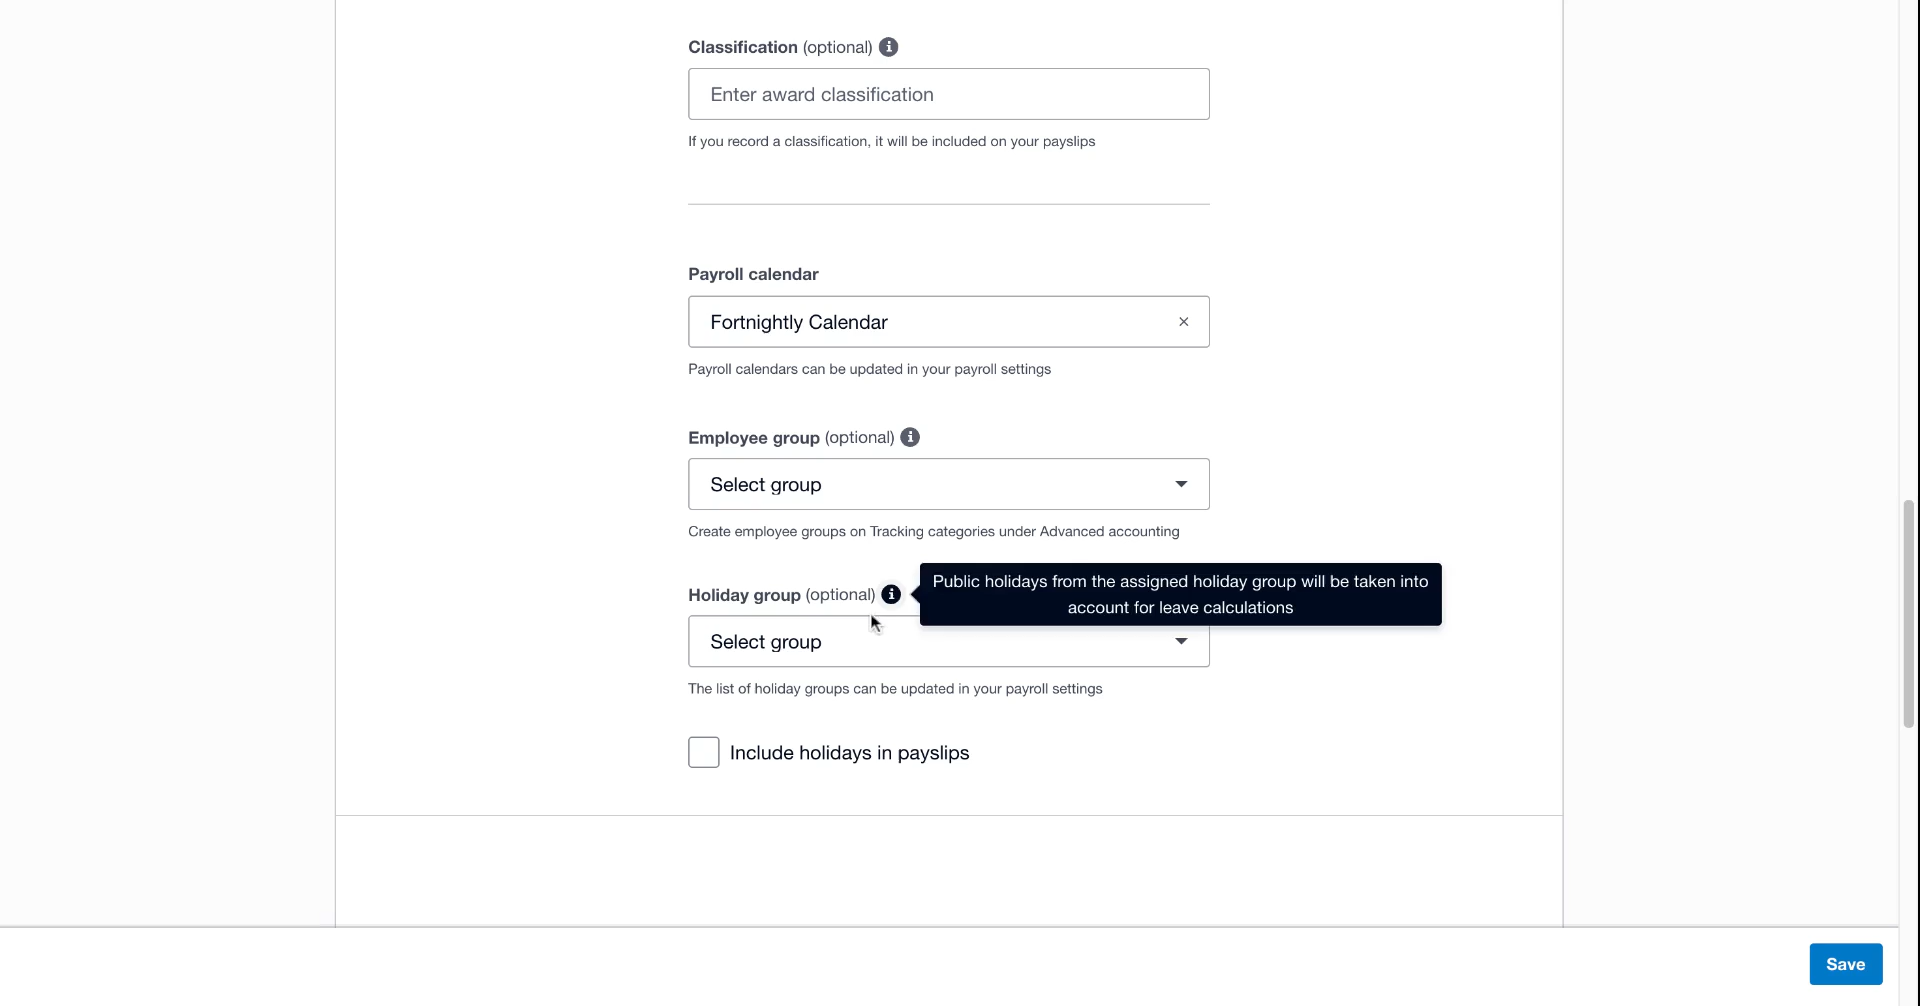 Classification (optional)
Enter award classification
If you record a classification, it will be included on your payslips
Payroll calendar
Fortnightly Calendar
Payroll calendars can be updated in your payroll settings
Employee group (optional)
Select group
Create employee groups on Tracking categories under Advanced accounting
Holiday group (optional)
Public holidays from the assigned holiday group will be taken into
account for leave calculations
Select group
The list of holiday groups can be updated in your payroll settings
Include holidays in payslips
Save